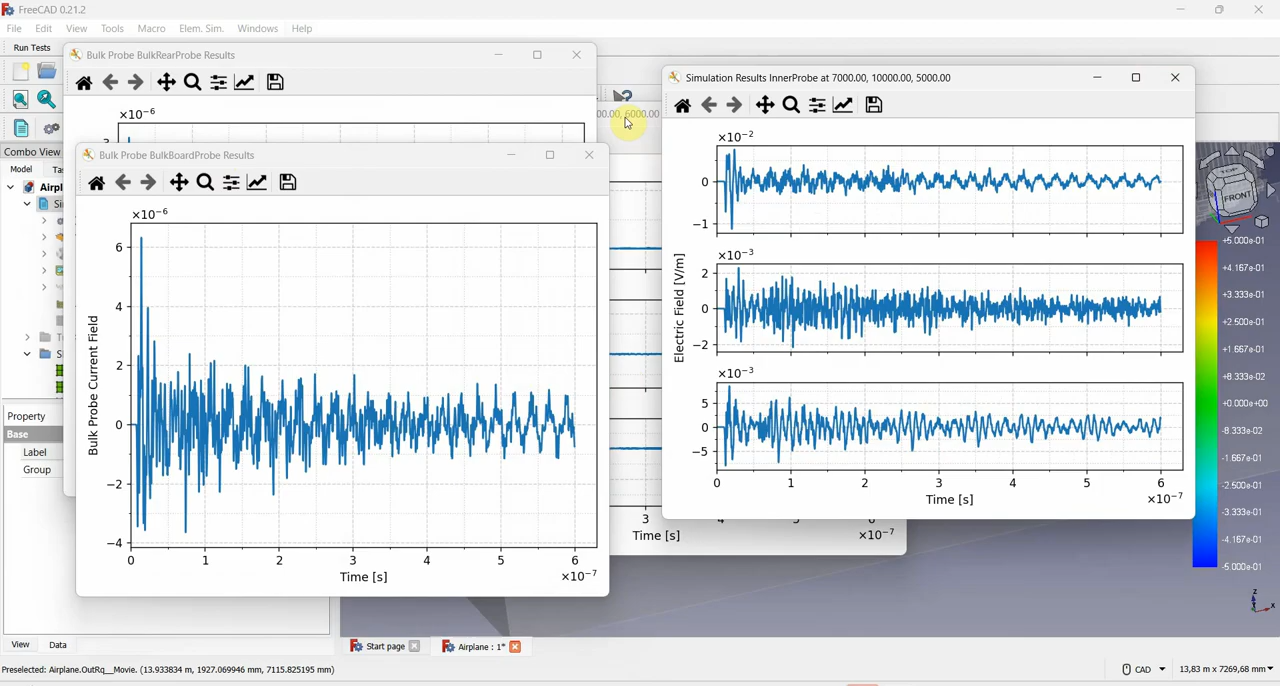 FreeCAD 0.21.2
File Edit View Tools Macro Elem. Sim. Windows Help
Run Tests
Bulk Probe BulkRearProbe Results
×10⁻⁶
Bulk Probe BulkBoardProbe Results
×10⁻⁶
6
4
2
0
−2
−4
Bulk Probe Current Field
0 1 2 3 4 5 6
Time [s]
×10⁻⁷
00.00, 6000.00
3
Time [s]
×10⁻⁷
Simulation Results InnerProbe at 7000.00, 10000.00, 5000.00
×10⁻²
0
−1
×10⁻³
2
0
−2
×10⁻³
5
0
−5
Electric Field [V/m]
0 1 2 3 4 5 6
Time [s]
×10⁻⁷
Combo View
Model
Airpl
Property
Base
Label
Group
View Data
Start page
Airplane : 1*
TOP
FRONT
+5.000e-01
+4.167e-01
+3.333e-01
+2.500e-01
+1.667e-01
+8.333e-02
+0.000e+00
-8.333e-02
-1.667e-01
-2.500e-01
-3.333e-01
-4.167e-01
-5.000e-01
z
x
Preselected: Airplane.OutRq__Movie. (13.933834 m, 1927.069946 mm, 7115.825195 mm)
CAD
13,83 m x 7269,68 mm